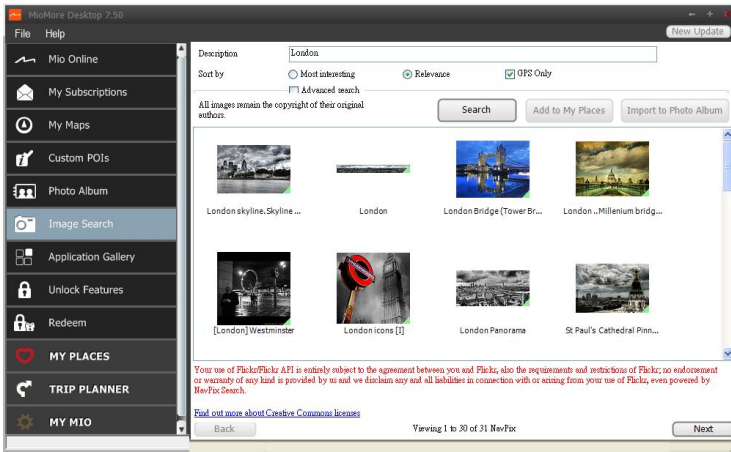 MioMore Desktop 7.50
File Help
New Update
Mio Online
My Subscriptions
My Maps
Custom POIs
Photo Album
Image Search
Application Gallery
Unlock Features
Redeem
MY PLACES
TRIP PLANNER
MY MIO
Description London
Sort by Most interesting Relevance GPS Only
Advanced search
All images remain the copyright of their original
authors.
Search Add to My Places Import to Photo Album
London skyline.Skyline ... London London Bridge (Tower Br... London ..Millenium bridg...
[London] Westminster London icons [I] London Panorama St Paul's Cathedral Pinn...
Your use of Flickr/Flickr API is entirely subject to the agreement between you and Flickr, also the requirements and restrictions of Flickr; no endorsement
or warranty of any kind is provided by us and we disclaim any and all liabilities in connection with or arising from your use of Flickr, even powered by
NavPix Search.
Find out more about Creative Commons licenses
Back Viewing 1 to 30 of 31 NavPix Next